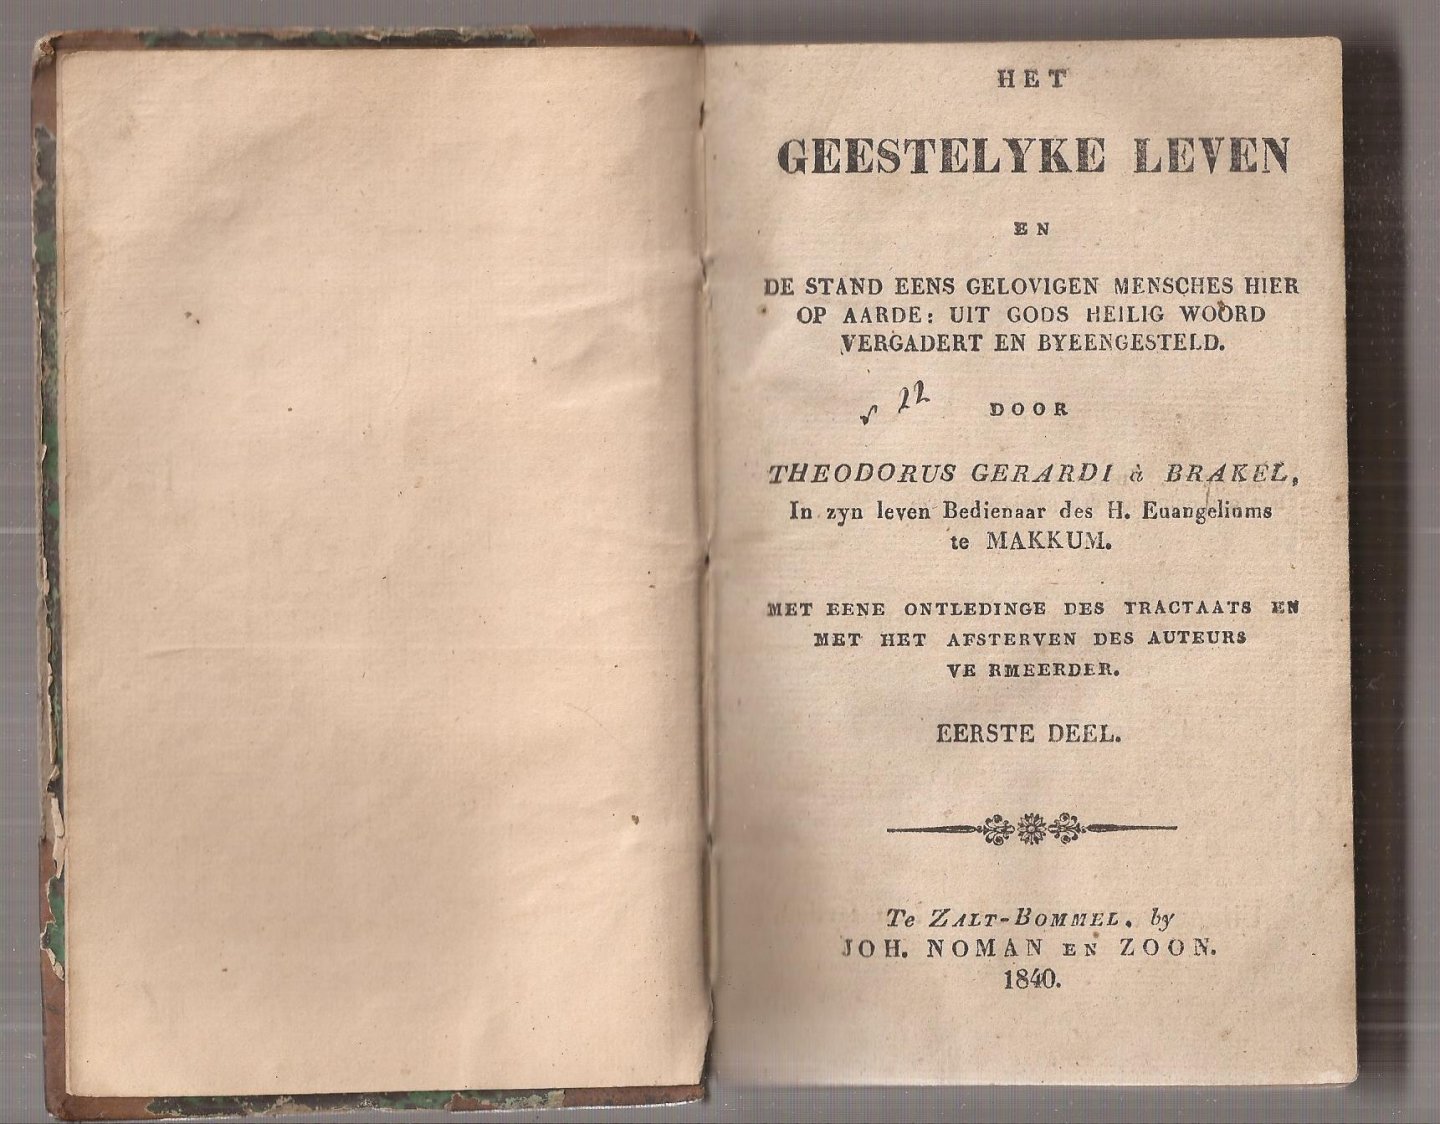 HET
GEESTELYKE LEVEN
EN
DE STAND EENS GELOVIGEN MENSCHES HIER
OP AARDE: UIT GODS HEILIG WOORD
VERGADERT EN BYEENGESTELD.
22
DOOR
THEODORUS GERARDI à BRAKEL,
In zyn leven Bedienaar des H. Euangeliums
te MAKKUM.
MET EENE ONTLEDINGE DES TRACTAATS EN
MET HET AFSTERVEN DES AUTEURS
VE RMEERDER.
EERSTE DEEL.
Te ZALT-BOMMEL, by
JOH. NOMAN EN ZOON.
1840.